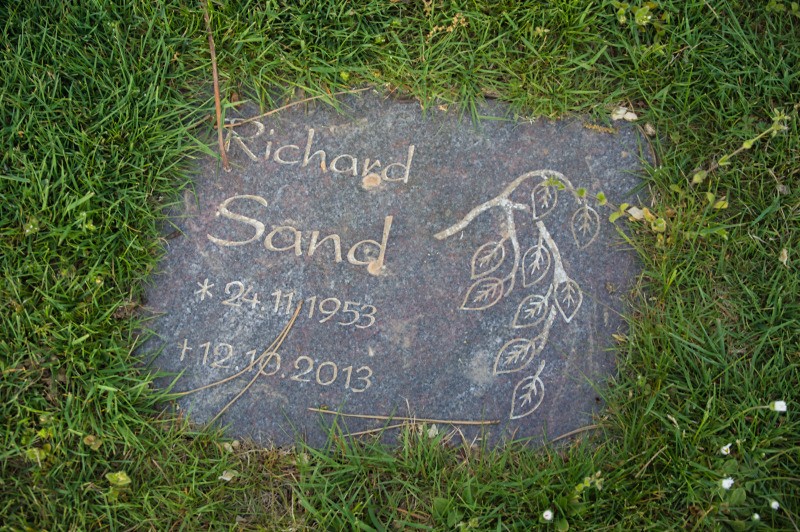 Richard
Sand
* 24.11.1953
† 12.10.2013